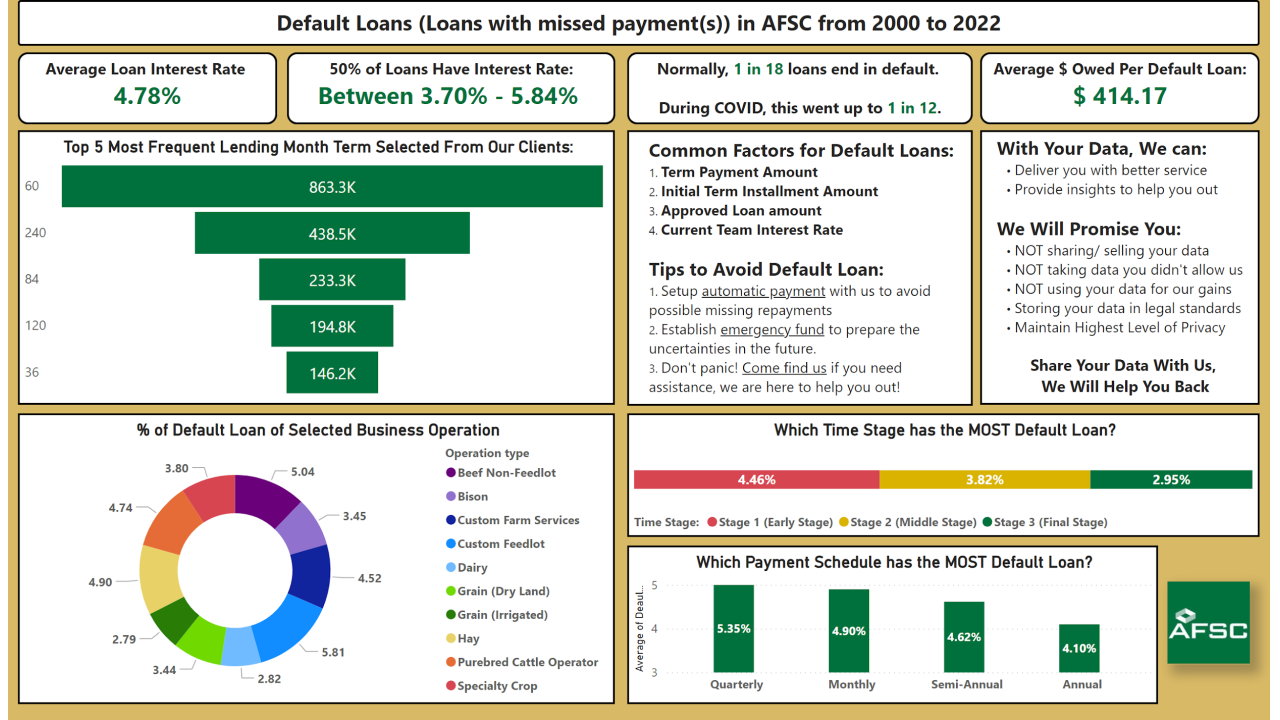 Default Loans (Loans with missed payment(s)) in AFSC from 2000 to 2022
Average Loan Interest Rate
4.78%
50% of Loans Have Interest Rate:
Between 3.70% - 5.84%
Normally, 1 in 18 loans end in default.
During COVID, this went up to 1 in 12.
Average $ Owed Per Default Loan:
$ 414.17
Top 5 Most Frequent Lending Month Term Selected From Our Clients:
60 863.3K
240 438.5K
84 233.3K
120 194.8K
36 146.2K
Common Factors for Default Loans:
1. Term Payment Amount
2. Initial Term Installment Amount
3. Approved Loan amount
4. Current Team Interest Rate
Tips to Avoid Default Loan:
1. Setup automatic payment with us to avoid
possible missing repayments
2. Establish emergency fund to prepare the
uncertainties in the future.
3. Don't panic! Come find us if you need
assistance, we are here to help you out!
With Your Data, We can:
• Deliver you with better service
• Provide insights to help you out
We Will Promise You:
• NOT sharing/ selling your data
• NOT taking data you didn't allow us
• NOT using your data for our gains
• Storing your data in legal standards
• Maintain Highest Level of Privacy
Share Your Data With Us,
We Will Help You Back
% of Default Loan of Selected Business Operation
5.04
3.45
4.52
5.81
2.82
3.44
2.79
4.90
4.74
3.80
Operation type
Beef Non-Feedlot
Bison
Custom Farm Services
Custom Feedlot
Dairy
Grain (Dry Land)
Grain (Irrigated)
Hay
Purebred Cattle Operator
Specialty Crop
Which Time Stage has the MOST Default Loan?
4.46% 3.82% 2.95%
Time Stage: Stage 1 (Early Stage) Stage 2 (Middle Stage) Stage 3 (Final Stage)
Which Payment Schedule has the MOST Default Loan?
Average of Deaul..
5
4
3
5.35% 4.90% 4.62% 4.10%
Quarterly Monthly Semi-Annual Annual
AFSC